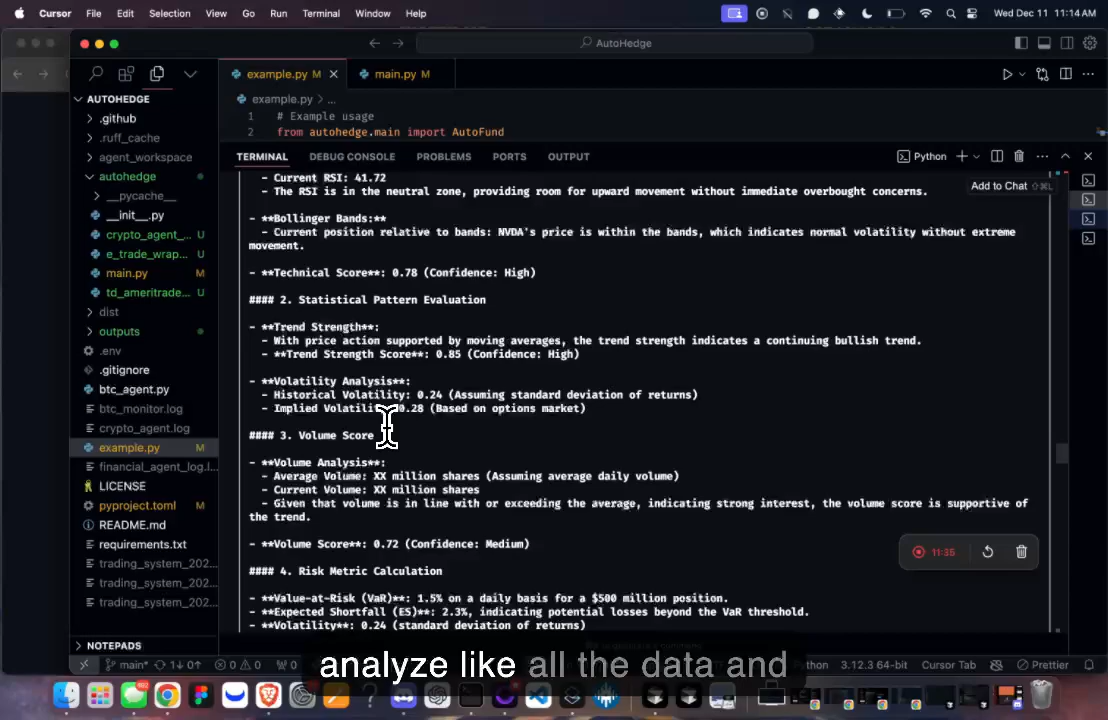 Cursor File Edit Selection View Go Run Terminal Window Help Wed Dec 11 11:14 AM
AutoHedge
example.py M main.py M
AUTOHEDGE
.github
.ruff_cache
agent_workspace
autohedge
__pycache__
__init__.py
crypto_agent_... U
e_trade_wrap... U
main.py M
td_ameritrade... U
dist
outputs
.env
.gitignore
btc_agent.py
btc_monitor.log
crypto_agent.log
example.py M
financial_agent_log.l...
LICENSE
pyproject.toml M
README.md
requirements.txt
trading_system_202...
trading_system_202...
trading_system_202...
NOTEPADS
example.py > ...
1 # Example usage
2 from autohedge.main import AutoFund
TERMINAL DEBUG CONSOLE PROBLEMS PORTS OUTPUT Python
Add to Chat ⇧⌘L
- Current RSI: 41.72
- The RSI is in the neutral zone, providing room for upward movement without immediate overbought concerns.
- **Bollinger Bands:**
- Current position relative to bands: NVDA's price is within the bands, which indicates normal volatility without extreme
movement.
- **Technical Score**: 0.78 (Confidence: High)
#### 2. Statistical Pattern Evaluation
- **Trend Strength**:
- With price action supported by moving averages, the trend strength indicates a continuing bullish trend.
- **Trend Strength Score**: 0.85 (Confidence: High)
- **Volatility Analysis**:
- Historical Volatility: 0.24 (Assuming standard deviation of returns)
- Implied Volatility: 0.28 (Based on options market)
#### 3. Volume Score
- **Volume Analysis**:
- Average Volume: XX million shares (Assuming average daily volume)
- Current Volume: XX million shares
- Given that volume is in line with or exceeding the average, indicating strong interest, the volume score is supportive of
the trend.
- **Volume Score**: 0.72 (Confidence: Medium)
#### 4. Risk Metric Calculation
- **Value-at-Risk (VaR)**: 1.5% on a daily basis for a $500 million position.
- **Expected Shortfall (ES)**: 2.3%, indicating potential losses beyond the VaR threshold.
- **Volatility**: 0.24 (standard deviation of returns)
11:35
analyze like all the data and
main* 1↓ 0↑ 0 0 0 Python 3.12.3 64-bit Cursor Tab Prettier